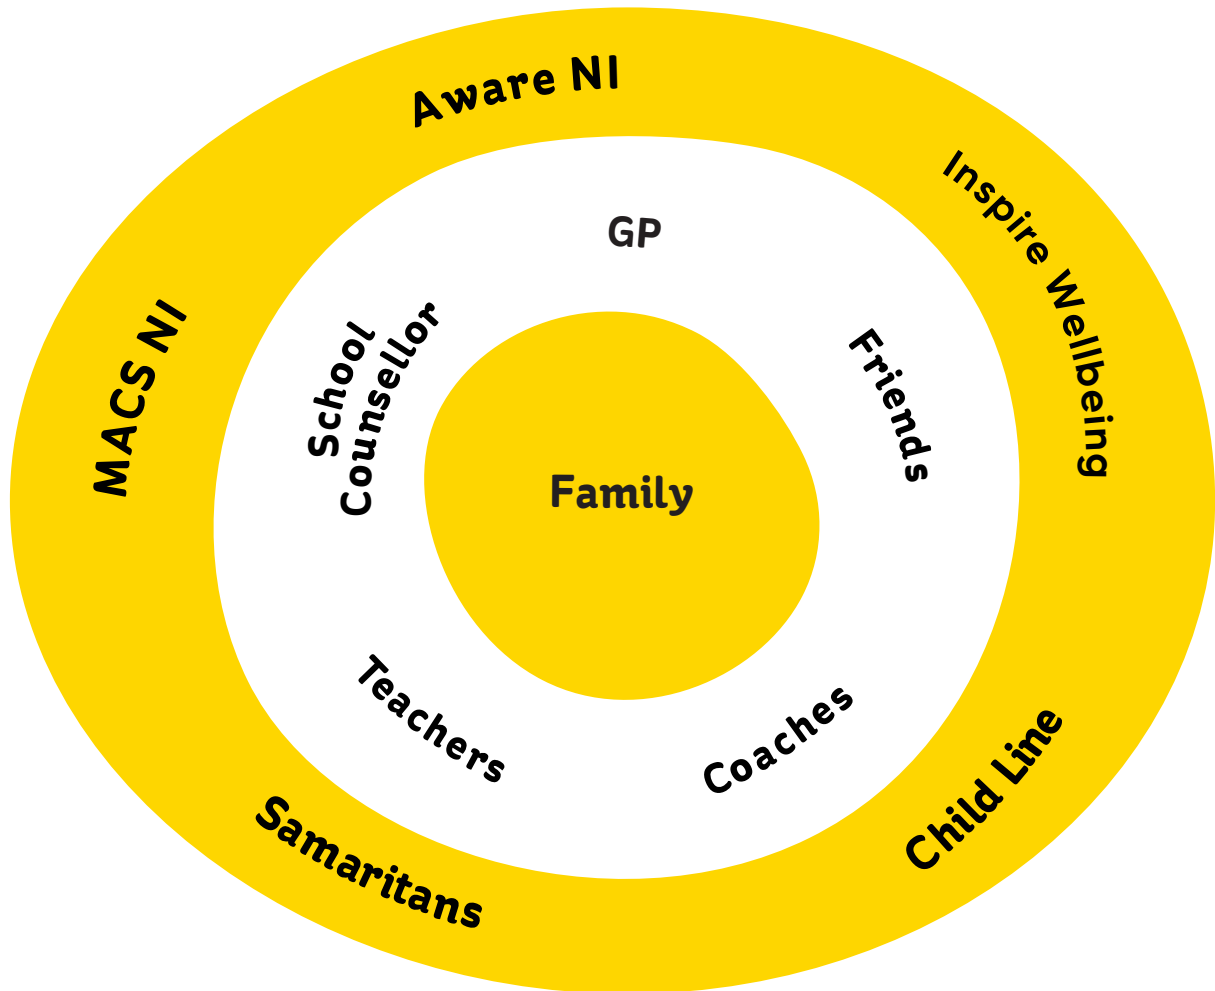 Aware NI
Inspire Wellbeing
GP
MACS NI
School
Counsellor
Friends
Family
Teachers
Coaches
Child Line
Samaritans